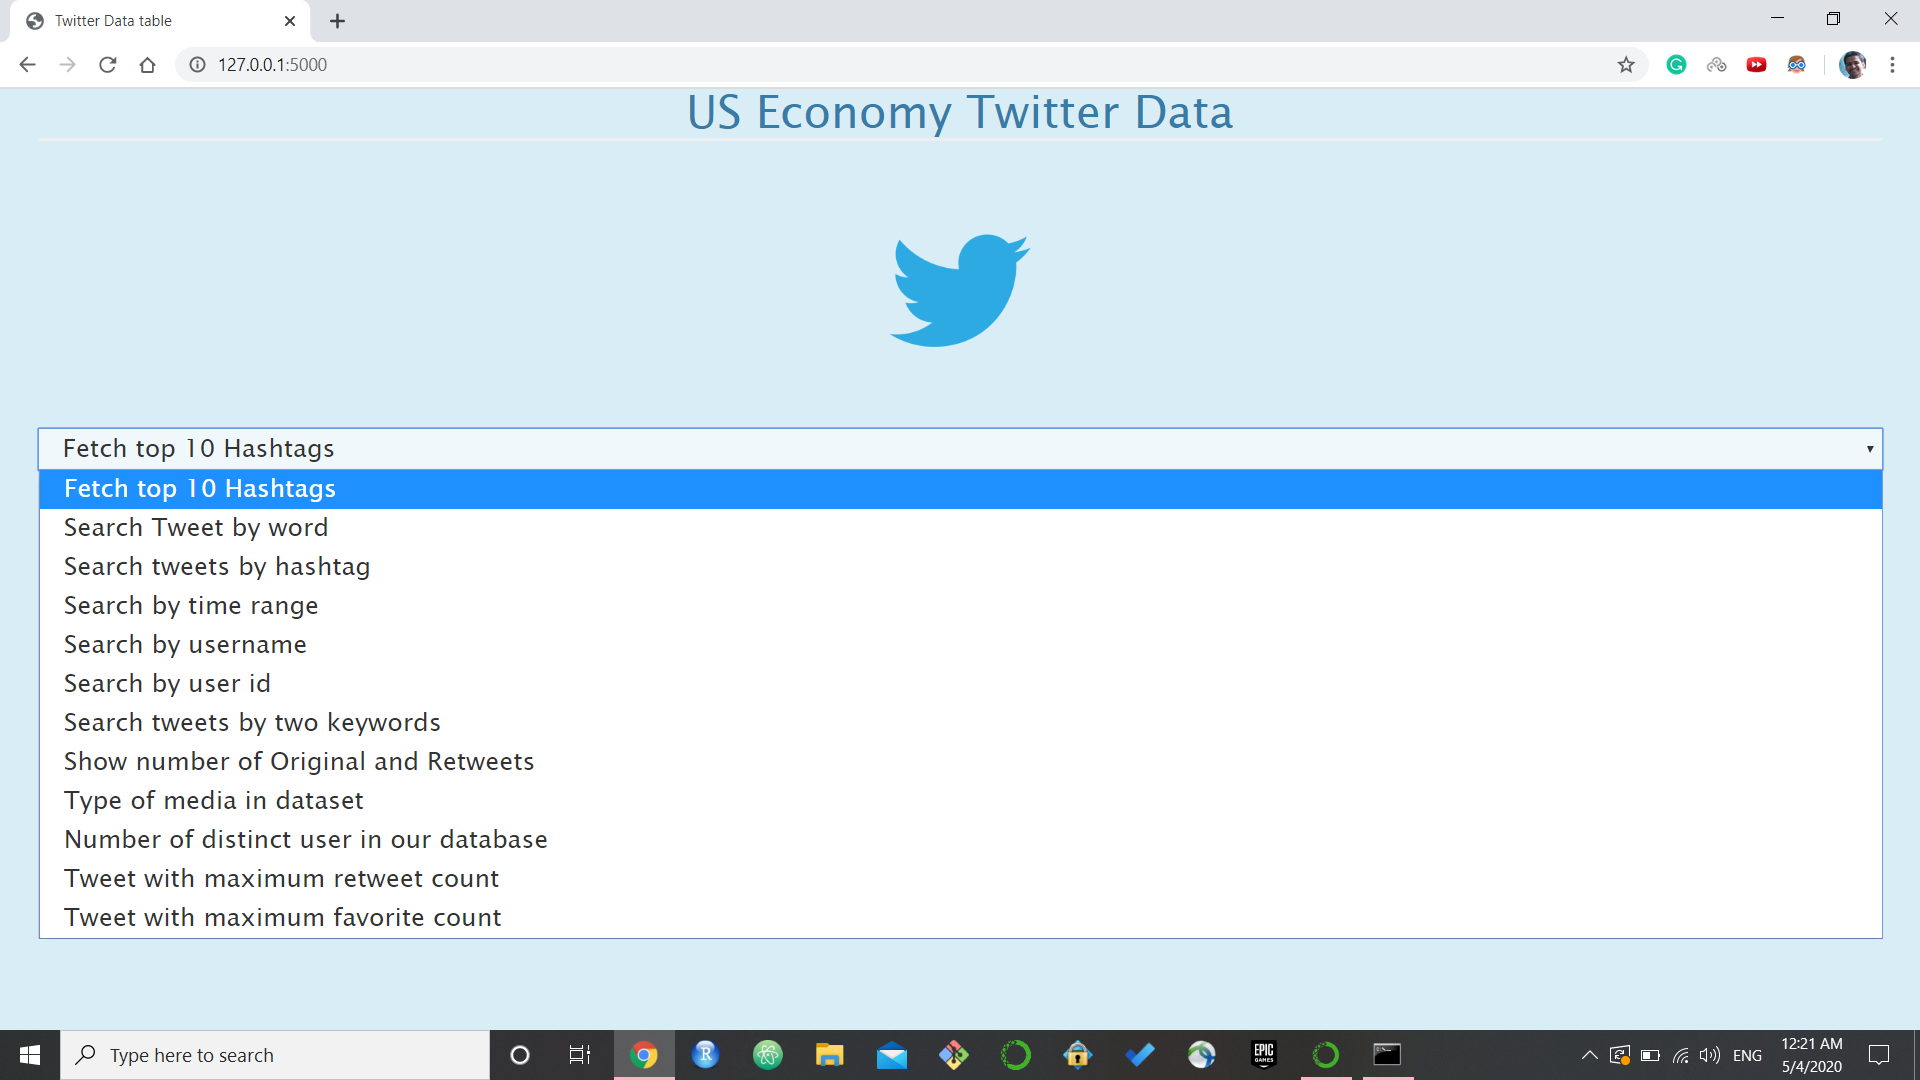 Twitter Data table
127.0.0.1:5000
US Economy Twitter Data
Fetch top 10 Hashtags
Fetch top 10 Hashtags
Search Tweet by word
Search tweets by hashtag
Search by time range
Search by username
Search by user id
Search tweets by two keywords
Show number of Original and Retweets
Type of media in dataset
Number of distinct user in our database
Tweet with maximum retweet count
Tweet with maximum favorite count
Type here to search
R
EPIC
GAMES
ENG
12:21 AM
5/4/2020